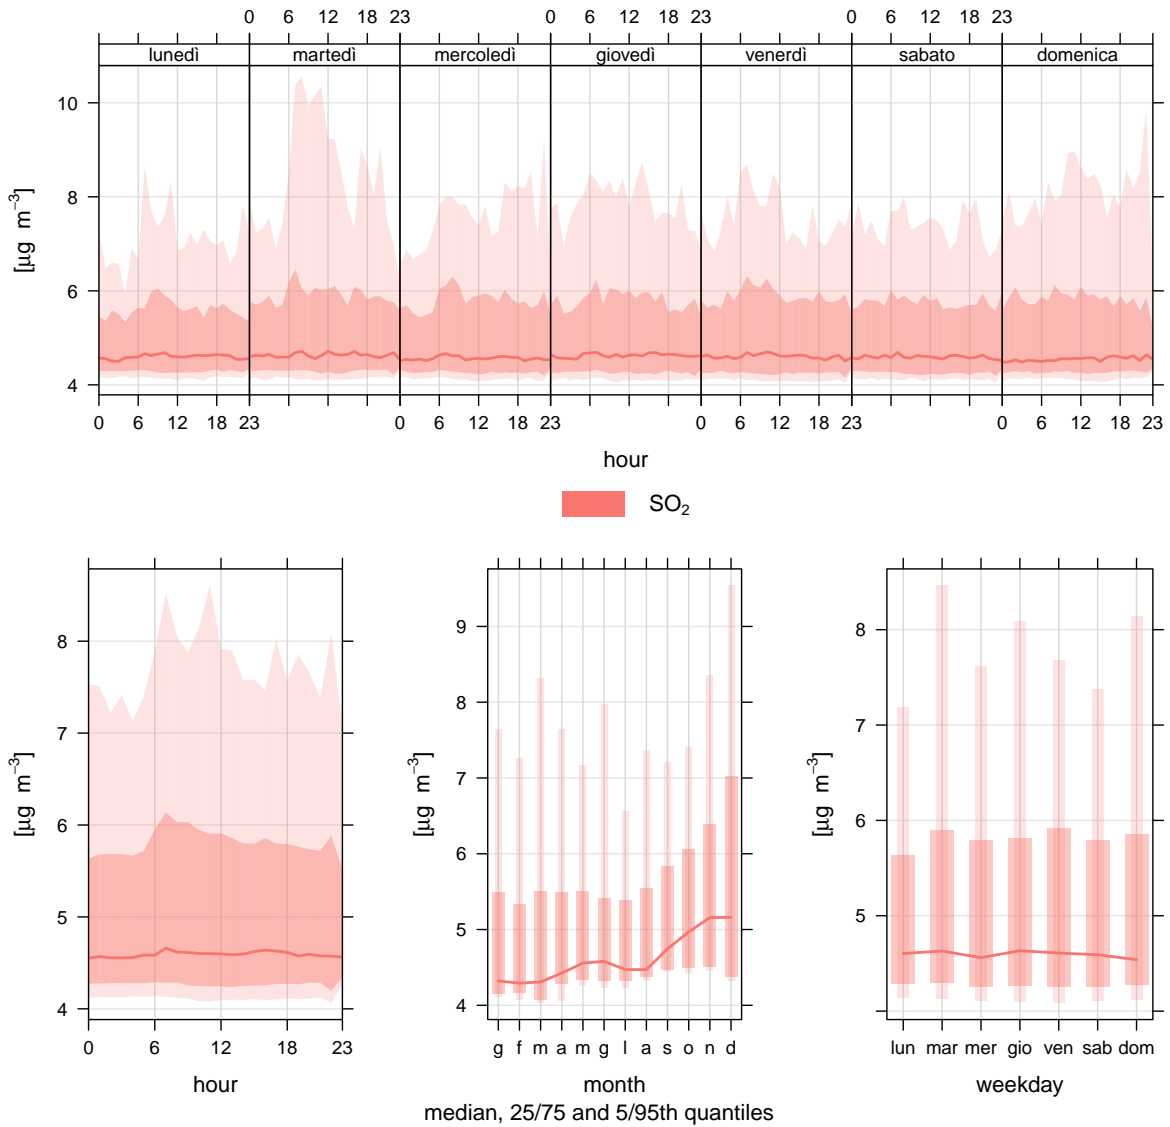 0 6 12 18 23 0 6 12 18 23 0 6 12 18 23
lunedì martedì mercoledì giovedì venerdì sabato domenica
[µg m⁻³]
10
8
6
4
0 6 12 18 23 0 6 12 18 23 0 6 12 18 23 0 6 12 18 23
hour
SO₂
[µg m⁻³]
8
7
6
5
4
0 6 12 18 23
hour
[µg m⁻³]
9
8
7
6
5
4
g f m a m g l a s o n d
month
[µg m⁻³]
8
7
6
5
lun mar mer gio ven sab dom
weekday
median, 25/75 and 5/95th quantiles